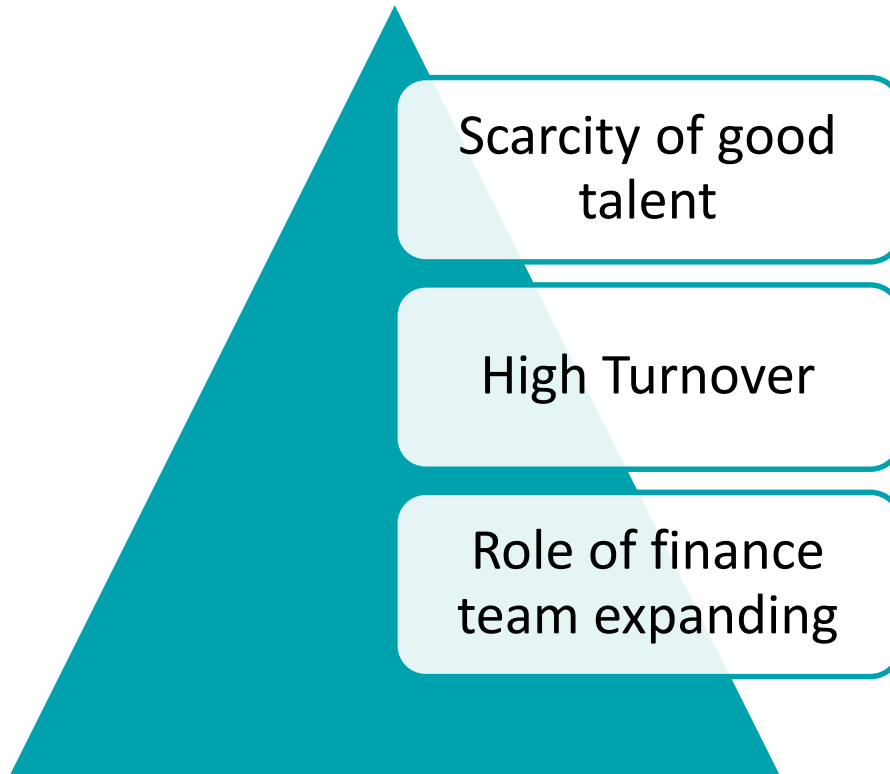 Scarcity of good
talent
High Turnover
Role of finance
team expanding